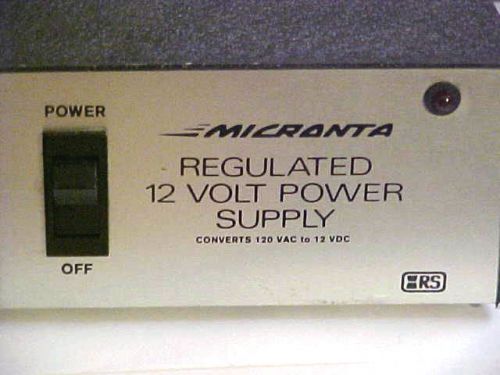 POWER
MICRONTA
REGULATED
12 VOLT POWER
SUPPLY
CONVERTS 120 VAC to 12 VDC
OFF
RS